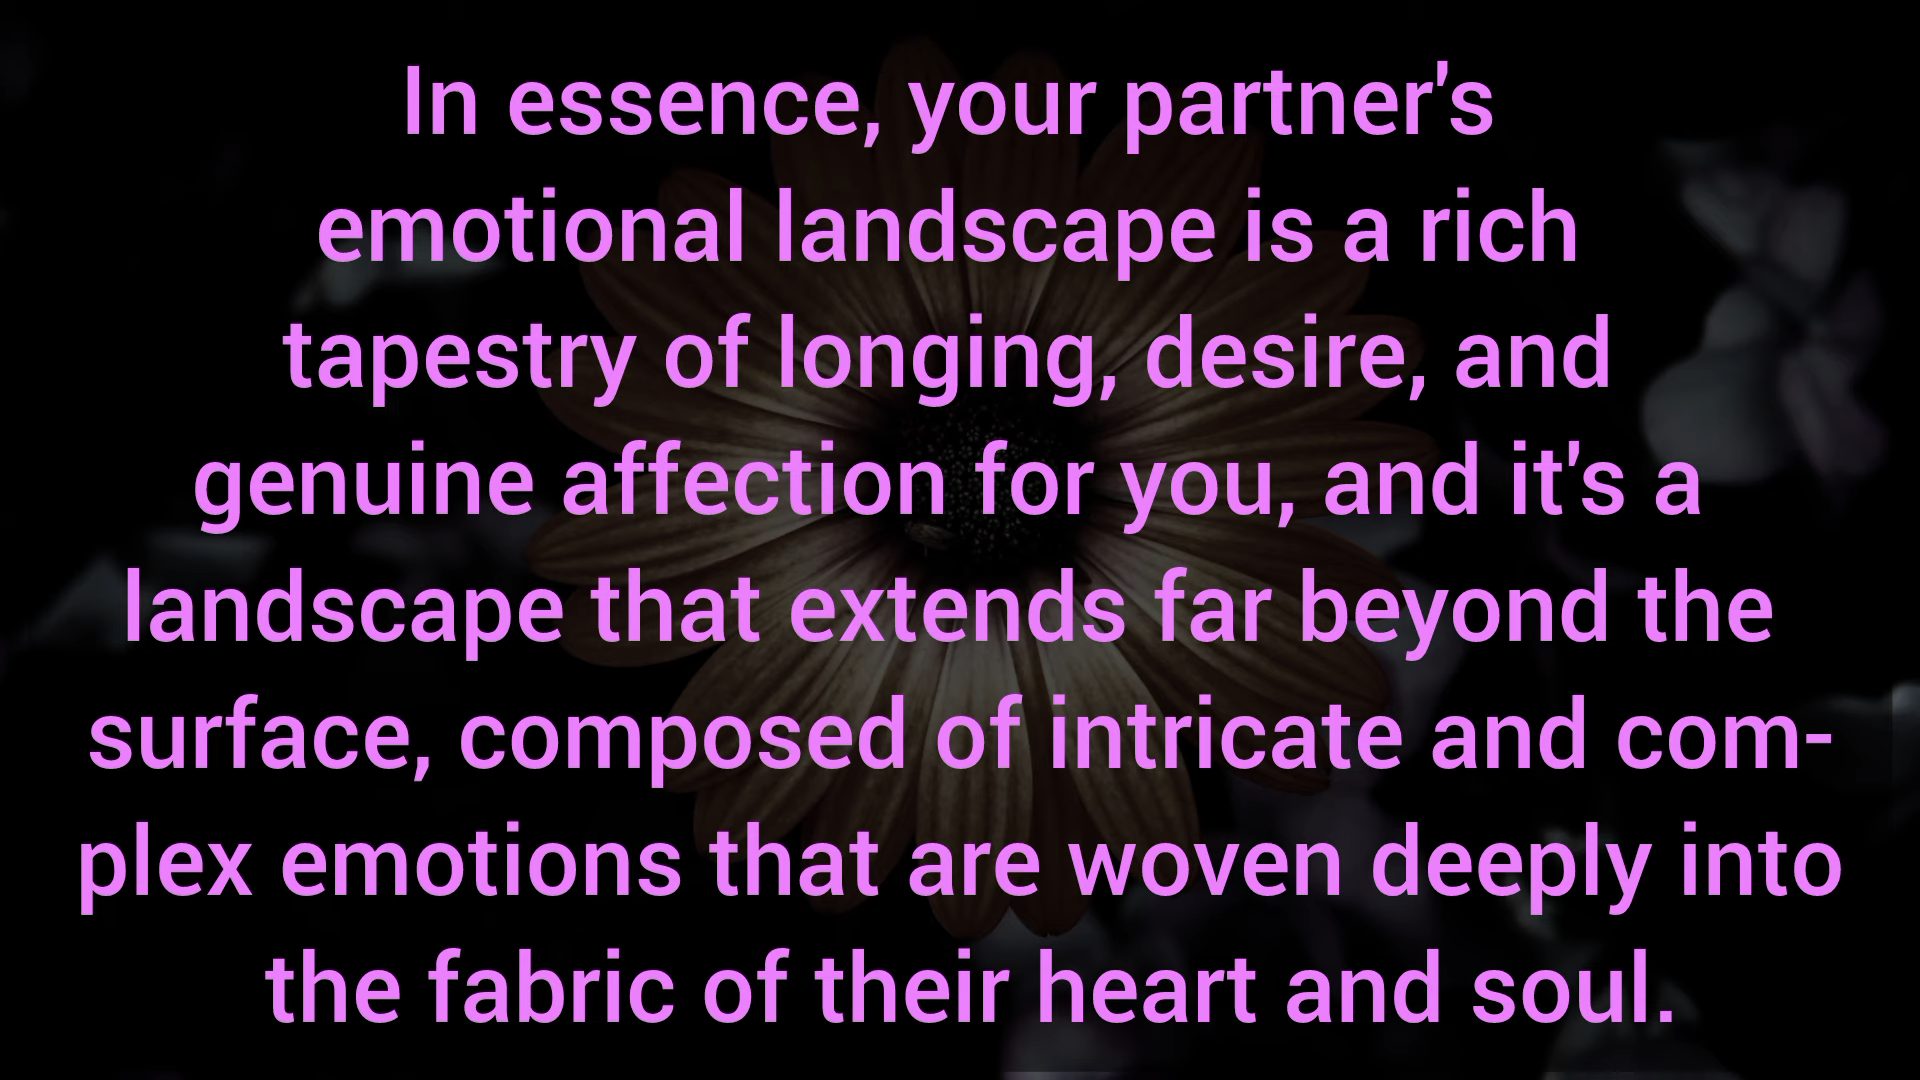 In essence, your partner's
emotional landscape is a rich
tapestry of longing, desire, and
genuine affection for you, and it's a
landscape that extends far beyond the
surface, composed of intricate and com-
plex emotions that are woven deeply into
the fabric of their heart and soul.